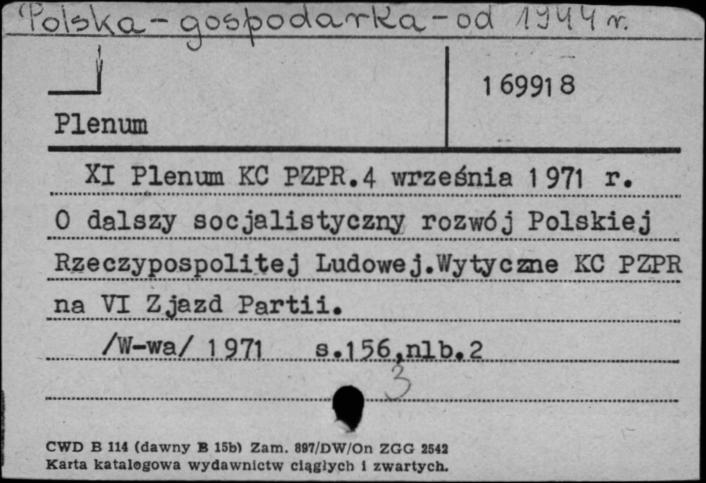 Polska - gospodarka - od 1944 r.
169918
Plenum
XI Plenum KC PZPR.4 września 1971 r.
O dalszy socjalistyczny rozwój Polskiej
Rzeczypospolitej Ludowej.Wytyczne KC PZPR
na VI Zjazd Partii.
/W-wa/ 1971 s.156,nlb.2
3
CWD B 114 (dawny B 15b) Zam. 897/DW/On ZGG 2542
Karta katalogowa wydawnictw ciągłych i zwartych.